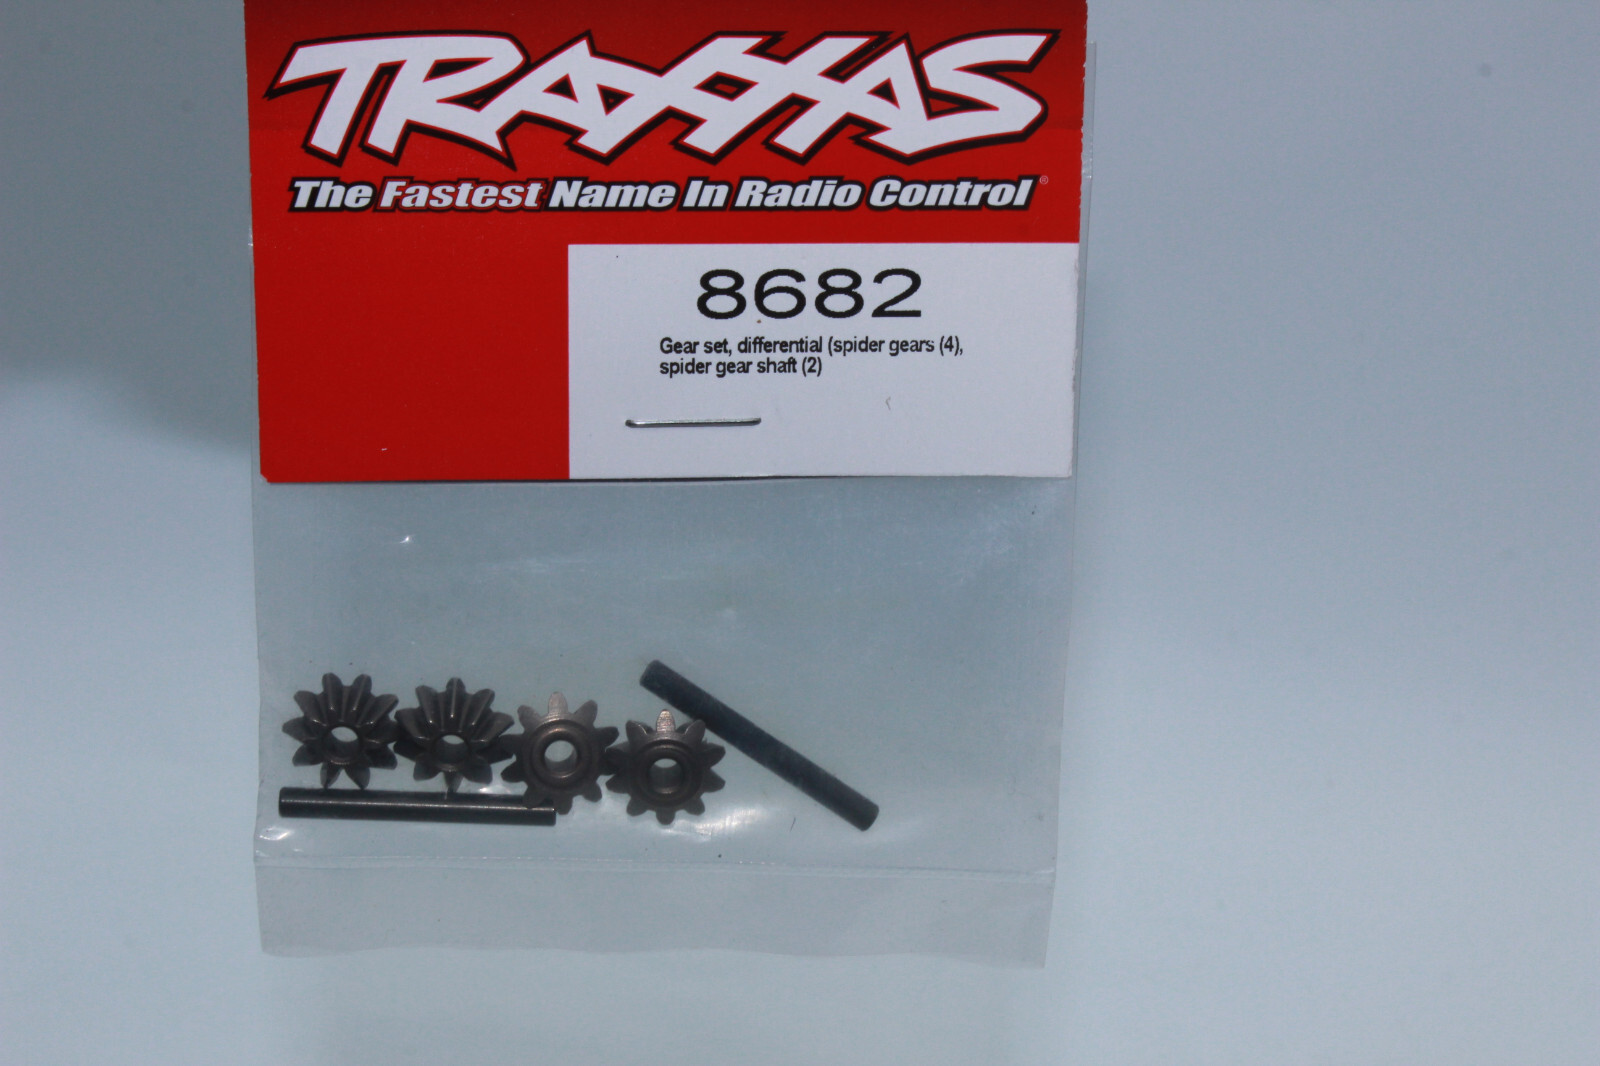 TRAXXAS
The Fastest Name In Radio Control®
8682
Gear set, differential (spider gears (4),
spider gear shaft (2)